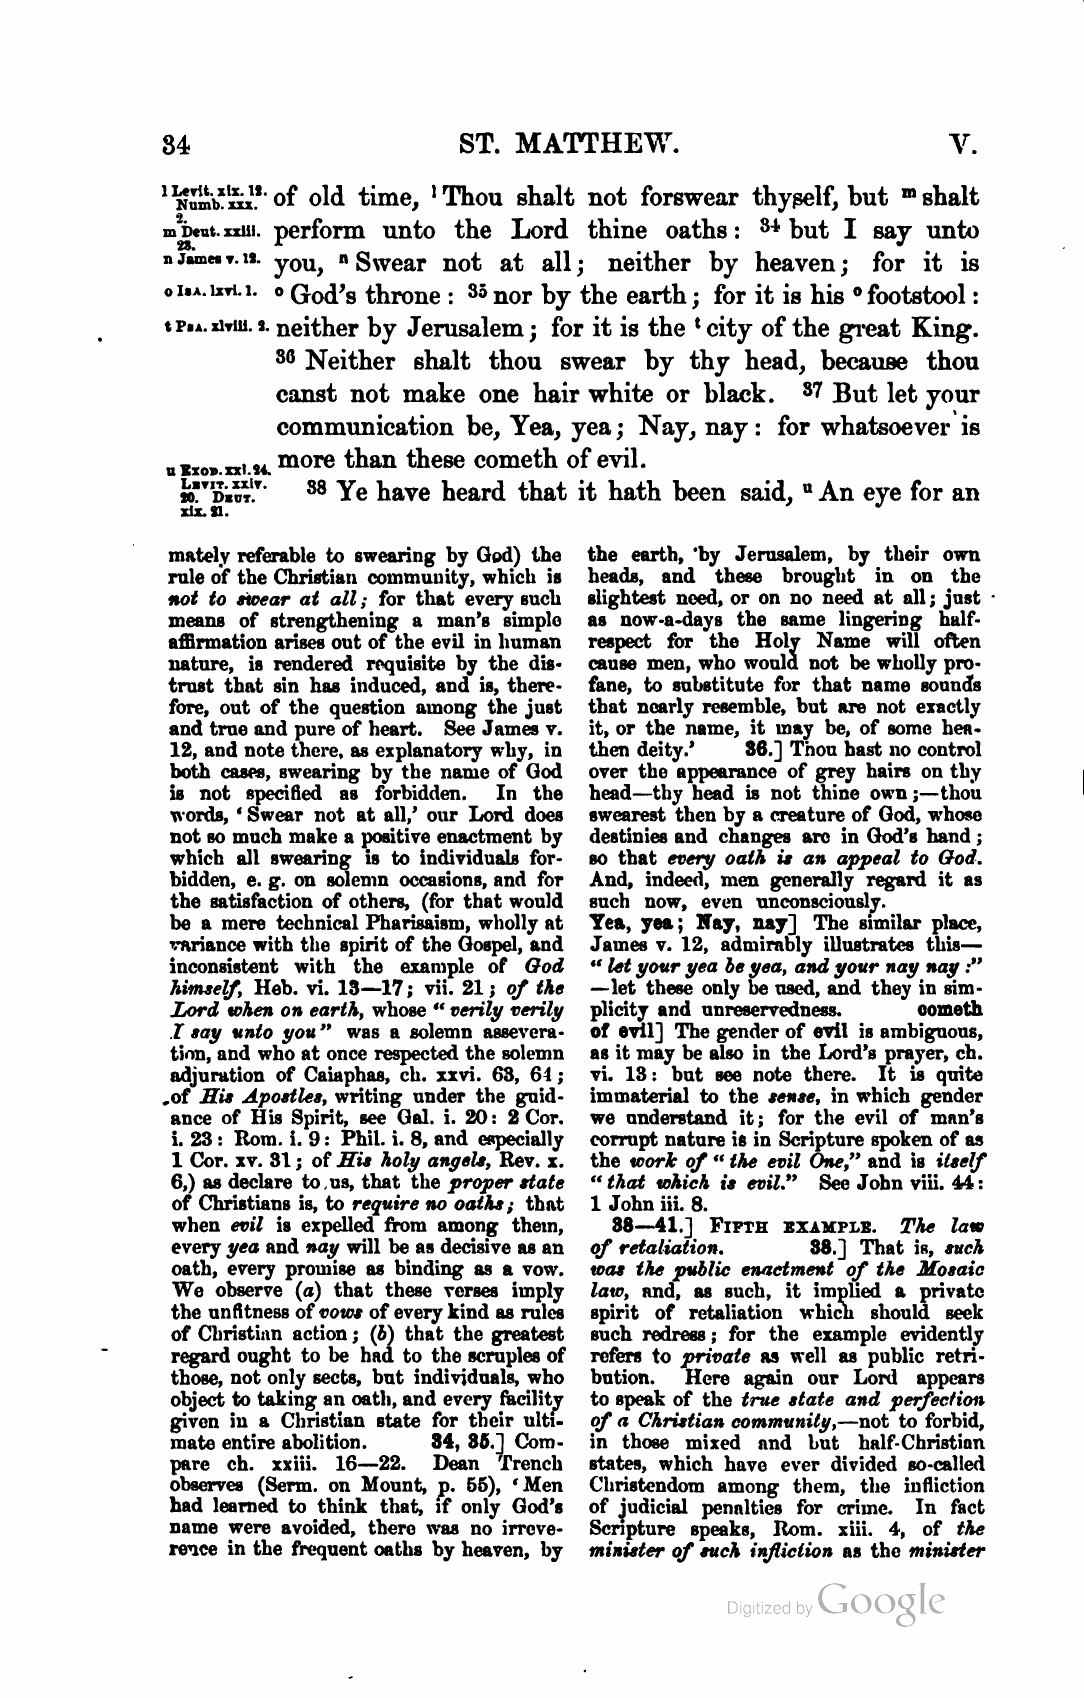 34 ST. MATTHEW. V.
l Levit. xix. 12. Numb. xxx. 2.
m Deut. xxiii. 23.
n James v. 12.
o Isa. lxvi. 1.
t Psa. xlviii. 2.
u Exod. xxi. 24. Levit. xxiv. 20. Deut. xix. 21.
of old time, l Thou shalt not forswear thyself, but m shalt
perform unto the Lord thine oaths: 34 but I say unto
you, n Swear not at all; neither by heaven; for it is
o God's throne: 35 nor by the earth; for it is his o footstool:
neither by Jerusalem; for it is the t city of the great King.
36 Neither shalt thou swear by thy head, because thou
canst not make one hair white or black. 37 But let your
communication be, Yea, yea; Nay, nay: for whatsoever is
more than these cometh of evil.
38 Ye have heard that it hath been said, u An eye for an
mately referable to swearing by God) the
rule of the Christian community, which is
not to swear at all; for that every such
means of strengthening a man's simple
affirmation arises out of the evil in human
nature, is rendered requisite by the dis-
trust that sin has induced, and is, there-
fore, out of the question among the just
and true and pure of heart. See James v.
12, and note there, as explanatory why, in
both cases, swearing by the name of God
is not specified as forbidden. In the
words, 'Swear not at all,' our Lord does
not so much make a positive enactment by
which all swearing is to individuals for-
bidden, e. g. on solemn occasions, and for
the satisfaction of others, (for that would
be a mere technical Pharisaism, wholly at
variance with the spirit of the Gospel, and
inconsistent with the example of God
himself, Heb. vi. 13—17; vii. 21; of the
Lord when on earth, whose "verily verily
I say unto you" was a solemn assevera-
tion, and who at once respected the solemn
adjuration of Caiaphas, ch. xxvi. 63, 64;
of His Apostles, writing under the guid-
ance of His Spirit, see Gal. i. 20: 2 Cor.
i. 23: Rom. i. 9: Phil. i. 8, and especially
1 Cor. xv. 31; of His holy angels, Rev. x.
6,) as declare to us, that the proper state
of Christians is, to require no oaths; that
when evil is expelled from among them,
every yea and nay will be as decisive as an
oath, every promise as binding as a vow.
We observe (a) that these verses imply
the unfitness of vows of every kind as rules
of Christian action; (b) that the greatest
regard ought to be had to the scruples of
those, not only sects, but individuals, who
object to taking an oath, and every facility
given in a Christian state for their ulti-
mate entire abolition. 34, 35.] Com-
pare ch. xxiii. 16—22. Dean Trench
observes (Serm. on Mount, p. 55), 'Men
had learned to think that, if only God's
name were avoided, there was no irreve-
rence in the frequent oaths by heaven, by
the earth, by Jerusalem, by their own
heads, and these brought in on the
slightest need, or on no need at all; just
as now-a-days the same lingering half-
respect for the Holy Name will often
cause men, who would not be wholly pro-
fane, to substitute for that name sounds
that nearly resemble, but are not exactly
it, or the name, it may be, of some hea-
then deity.' 36.] Thou hast no control
over the appearance of grey hairs on thy
head—thy head is not thine own;—thou
swearest then by a creature of God, whose
destinies and changes are in God's hand;
so that every oath is an appeal to God.
And, indeed, men generally regard it as
such now, even unconsciously.
Yea, yea; Nay, nay] The similar place,
James v. 12, admirably illustrates this—
"let your yea be yea, and your nay nay:"
—let these only be used, and they in sim-
plicity and unreservedness. cometh
of evil] The gender of evil is ambiguous,
as it may be also in the Lord's prayer, ch.
vi. 13: but see note there. It is quite
immaterial to the sense, in which gender
we understand it; for the evil of man's
corrupt nature is in Scripture spoken of as
the work of "the evil One," and is itself
"that which is evil." See John viii. 44:
1 John iii. 8.
38—41.] FIFTH EXAMPLE. The law
of retaliation. 38.] That is, such
was the public enactment of the Mosaic
law, and, as such, it implied a private
spirit of retaliation which should seek
such redress; for the example evidently
refers to private as well as public retri-
bution. Here again our Lord appears
to speak of the true state and perfection
of a Christian community,—not to forbid,
in those mixed and but half-Christian
states, which have ever divided so-called
Christendom among them, the infliction
of judicial penalties for crime. In fact
Scripture speaks, Rom. xiii. 4, of the
minister of such infliction as the minister
Digitized by Google